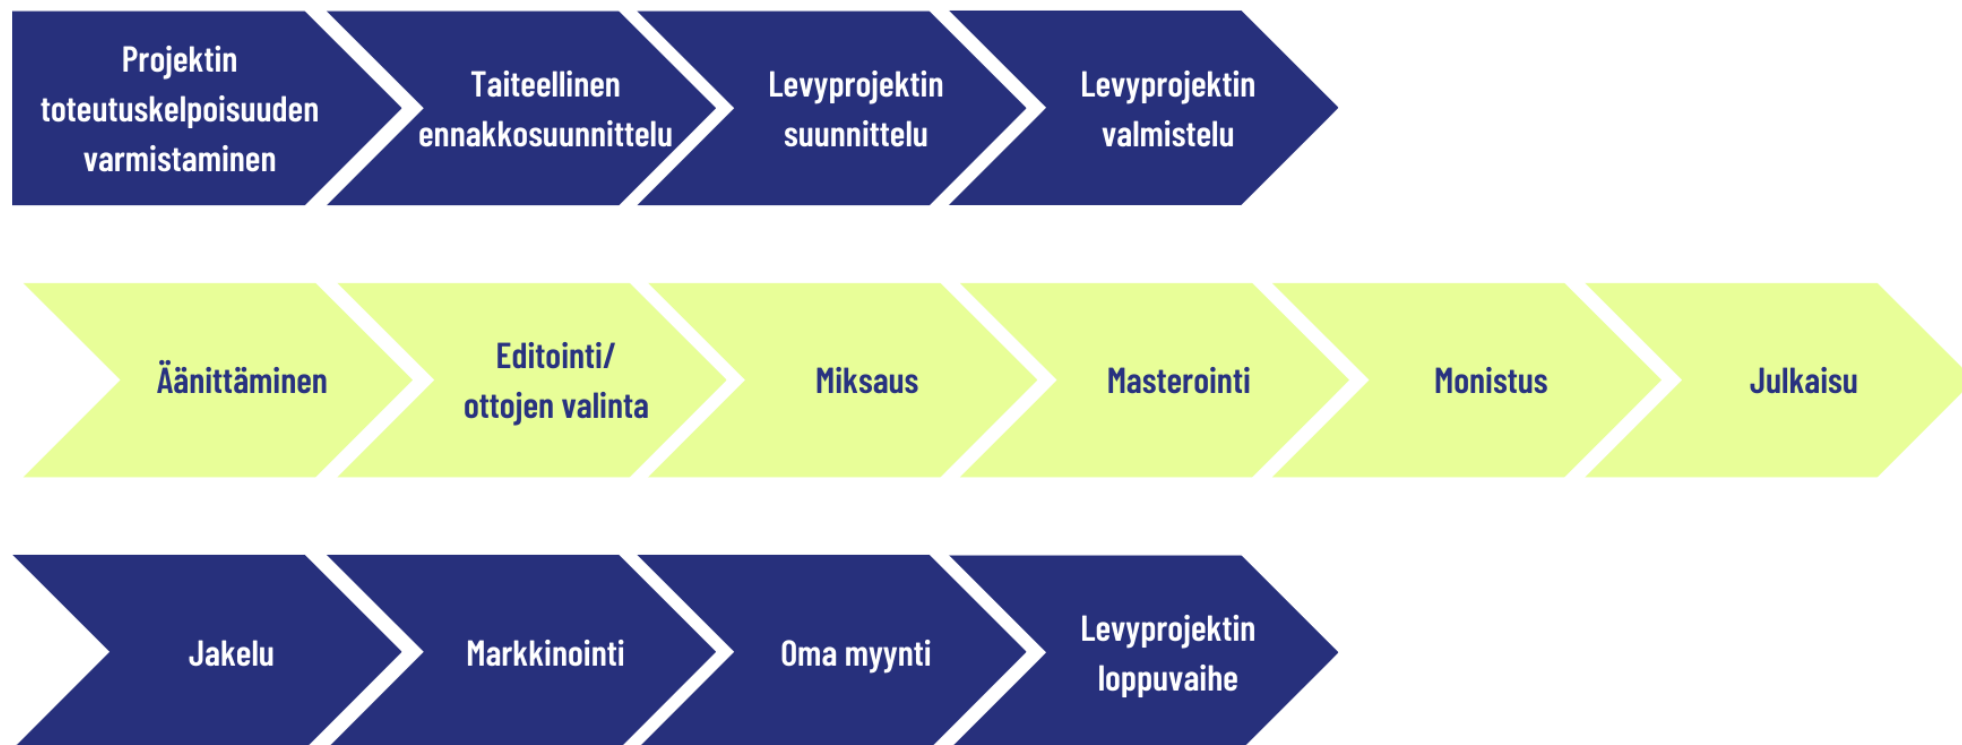 Projektin
toteutuskelpoisuuden
varmistaminen
Taiteellinen
ennakkosuunnittelu
Levyprojektin
suunnittelu
Levyprojektin
valmistelu
Äänittäminen
Editointi/
ottojen valinta
Miksaus
Masterointi
Monistus
Julkaisu
Jakelu
Markkinointi
Oma myynti
Levyprojektin
loppuvaihe